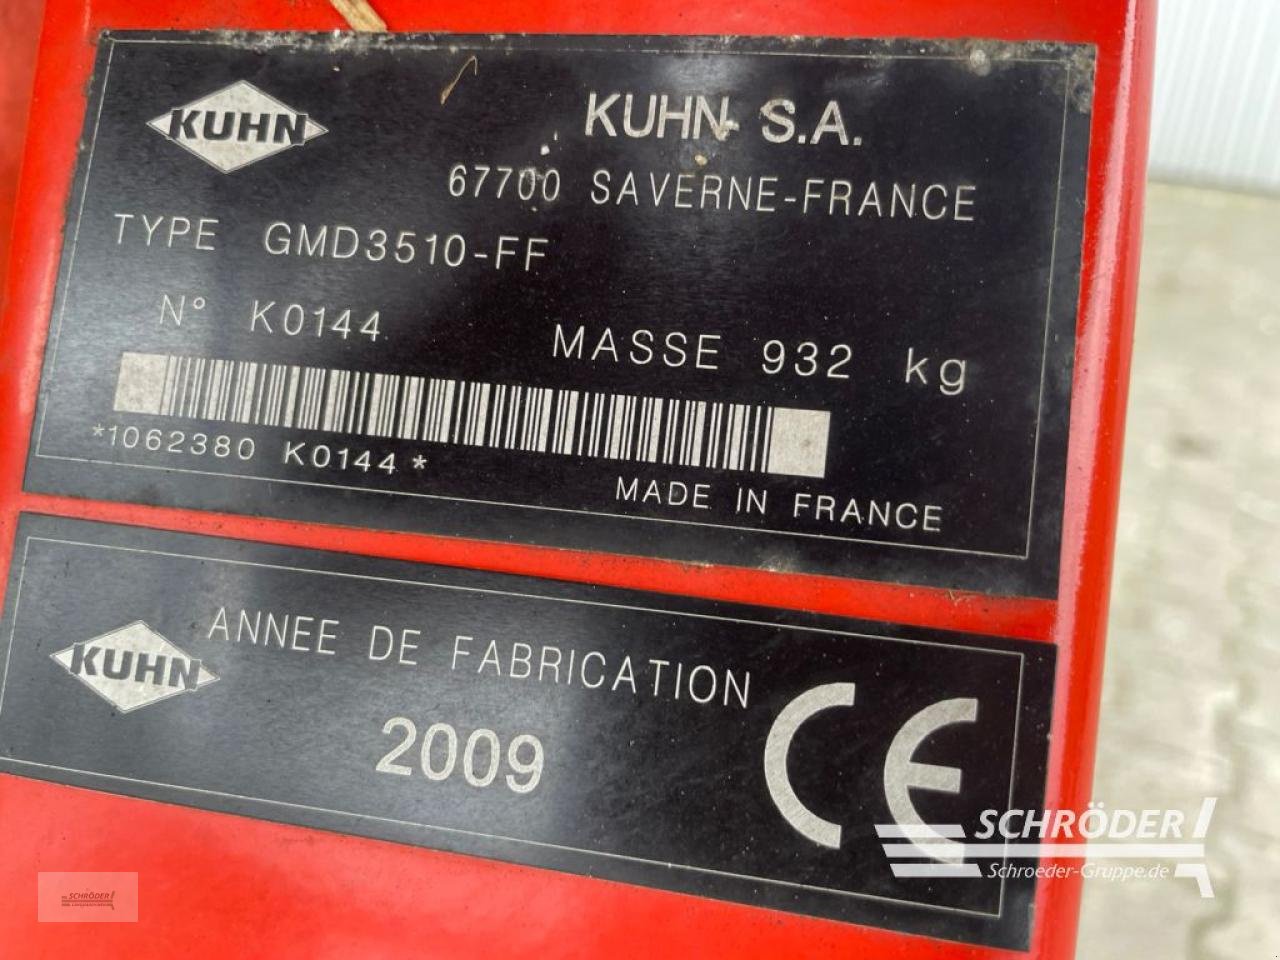 KUHN
KUHN S.A.
67700 SAVERNE-FRANCE
TYPE GMD3510-FF
N° K0144 MASSE 932 kg
*1062380 K0144*
MADE IN FRANCE
KUHN
ANNEE DE FABRICATION
2009
CE
SCHRÖDER
Schroeder-Gruppe.de
SCHRÖDER